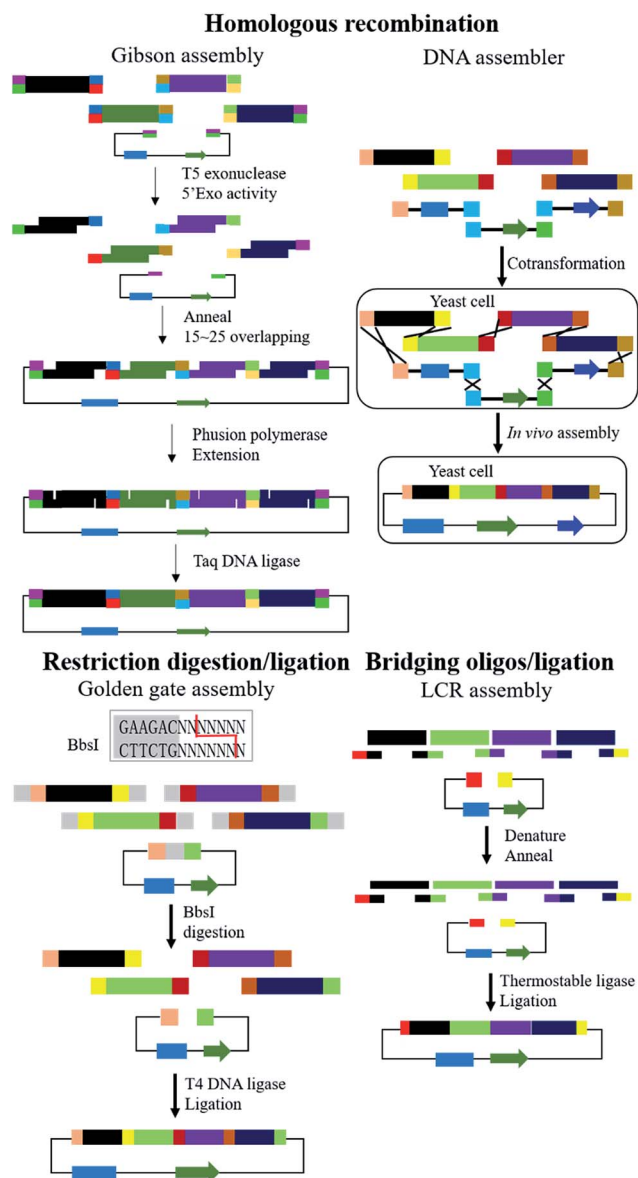 Homologous recombination
Gibson assembly
T5 exonuclease
5'Exo activity
Anneal
15~25 overlapping
Phusion polymerase
Extension
Taq DNA ligase
DNA assembler
Cotransformation
Yeast cell
In vivo assembly
Yeast cell
Restriction digestion/ligation
Golden gate assembly
BbsI
GAAGACNNNNNNNN
CTTCTGNNNNNNNN
BbsI
digestion
T4 DNA ligase
Ligation
Bridging oligos/ligation
LCR assembly
Denature
Anneal
Thermostable ligase
Ligation